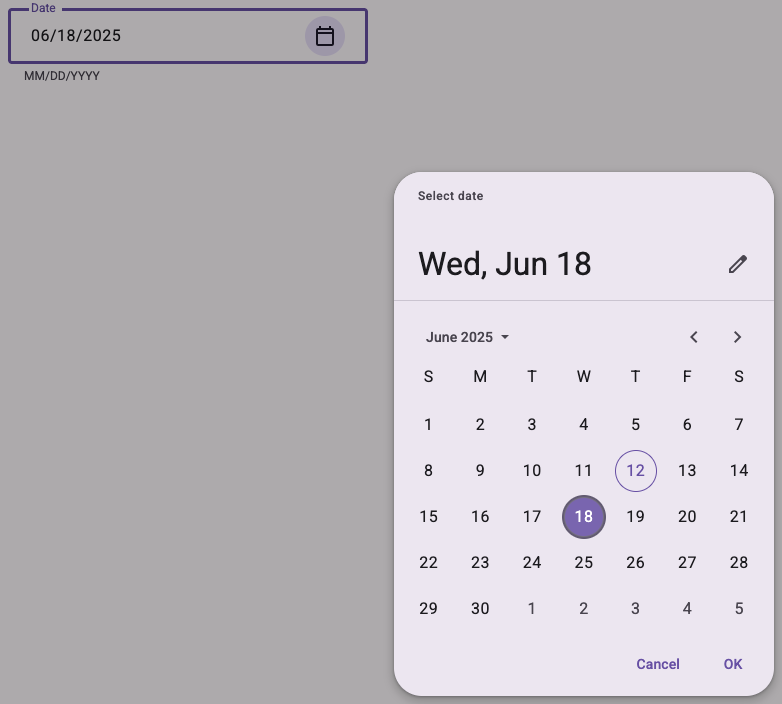 Date
06/18/2025
MM/DD/YYYY
Select date
Wed, Jun 18
June 2025
S M T W T F S
1 2 3 4 5 6 7
8 9 10 11 12 13 14
15 16 17 18 19 20 21
22 23 24 25 26 27 28
29 30 1 2 3 4 5
Cancel OK